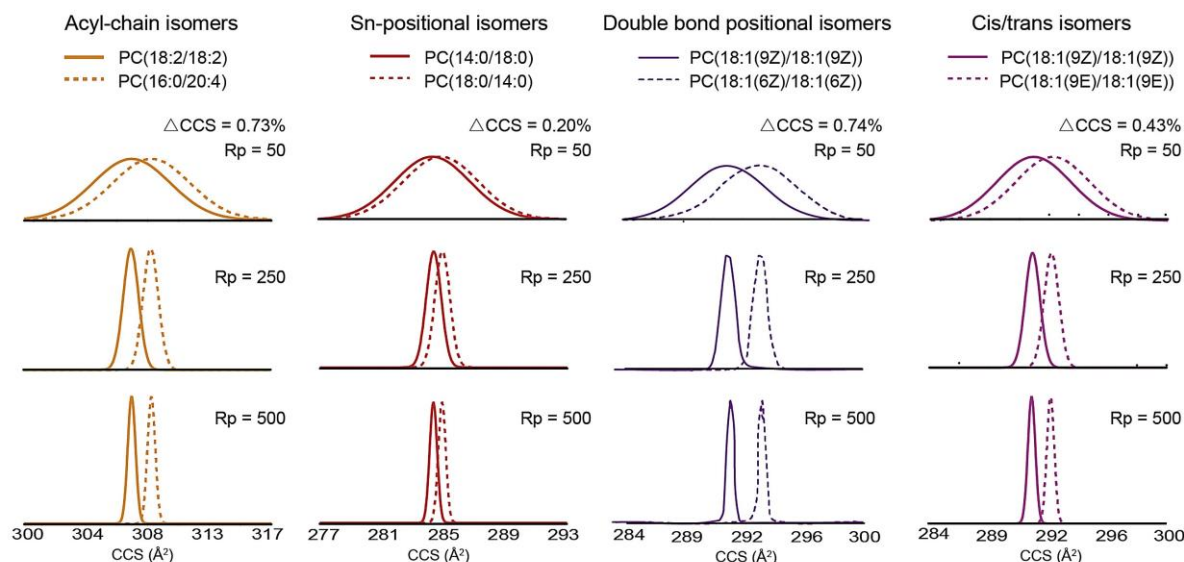 Acyl-chain isomers
PC(18:2/18:2)
PC(16:0/20:4)
△CCS = 0.73%
Rp = 50
Rp = 250
Rp = 500
300 304 308 313 317
CCS (Å²)
Sn-positional isomers
PC(14:0/18:0)
PC(18:0/14:0)
△CCS = 0.20%
Rp = 50
Rp = 250
Rp = 500
277 281 285 289 293
CCS (Å²)
Double bond positional isomers
PC(18:1(9Z)/18:1(9Z))
PC(18:1(6Z)/18:1(6Z))
△CCS = 0.74%
Rp = 50
Rp = 250
Rp = 500
284 289 292 296 300
CCS (Å²)
Cis/trans isomers
PC(18:1(9Z)/18:1(9Z))
PC(18:1(9E)/18:1(9E))
△CCS = 0.43%
Rp = 50
Rp = 250
Rp = 500
284 289 292 296 300
CCS (Å²)